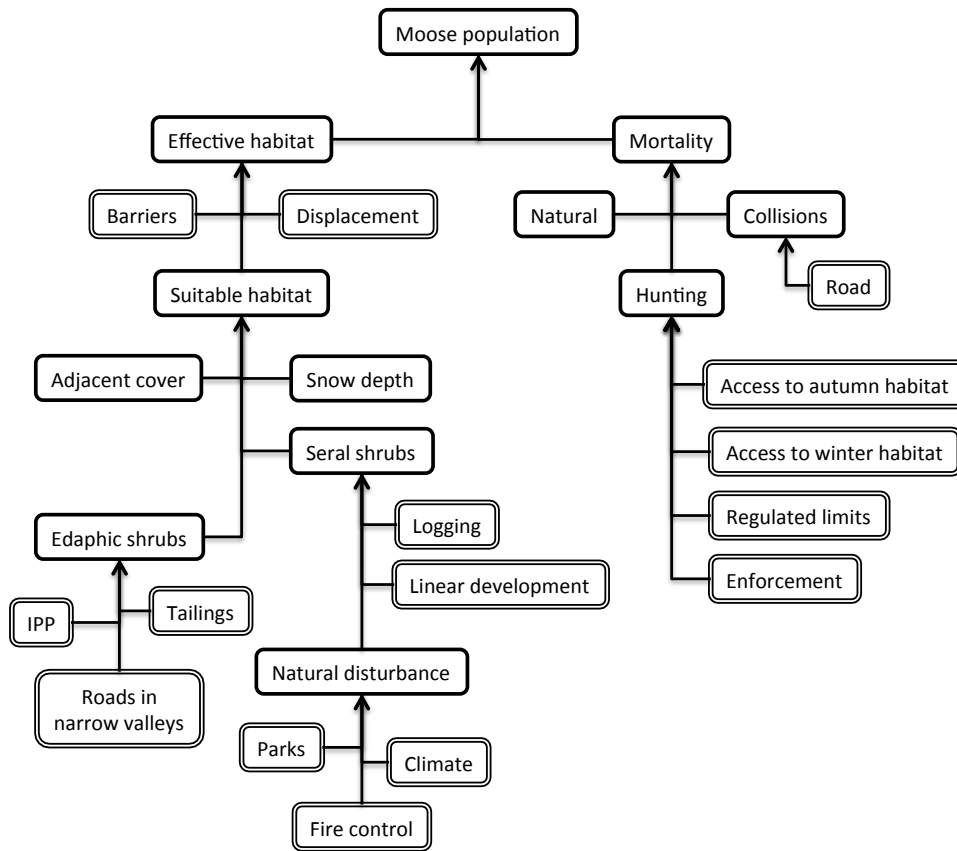 Moose population
Effective habitat
Mortality
Barriers
Displacement
Natural
Collisions
Suitable habitat
Hunting
Road
Adjacent cover
Snow depth
Access to autumn habitat
Seral shrubs
Access to winter habitat
Logging
Regulated limits
Edaphic shrubs
Linear development
Enforcement
IPP
Tailings
Roads in
narrow valleys
Natural disturbance
Parks
Climate
Fire control